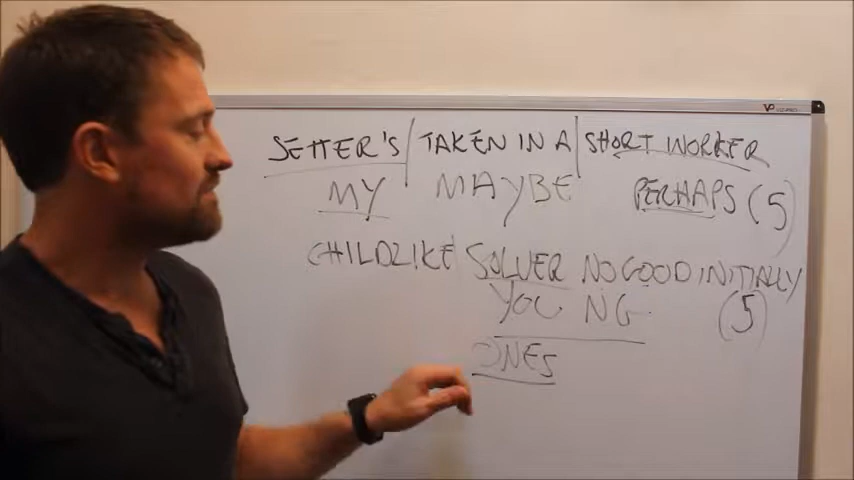 SETTER'S TAKEN IN A SHORT WORKER
MY MAYBE PERHAPS (5)
CHILDLIKE SOLVER NO GOOD INITIALLY
YOU NG (5)
ONES